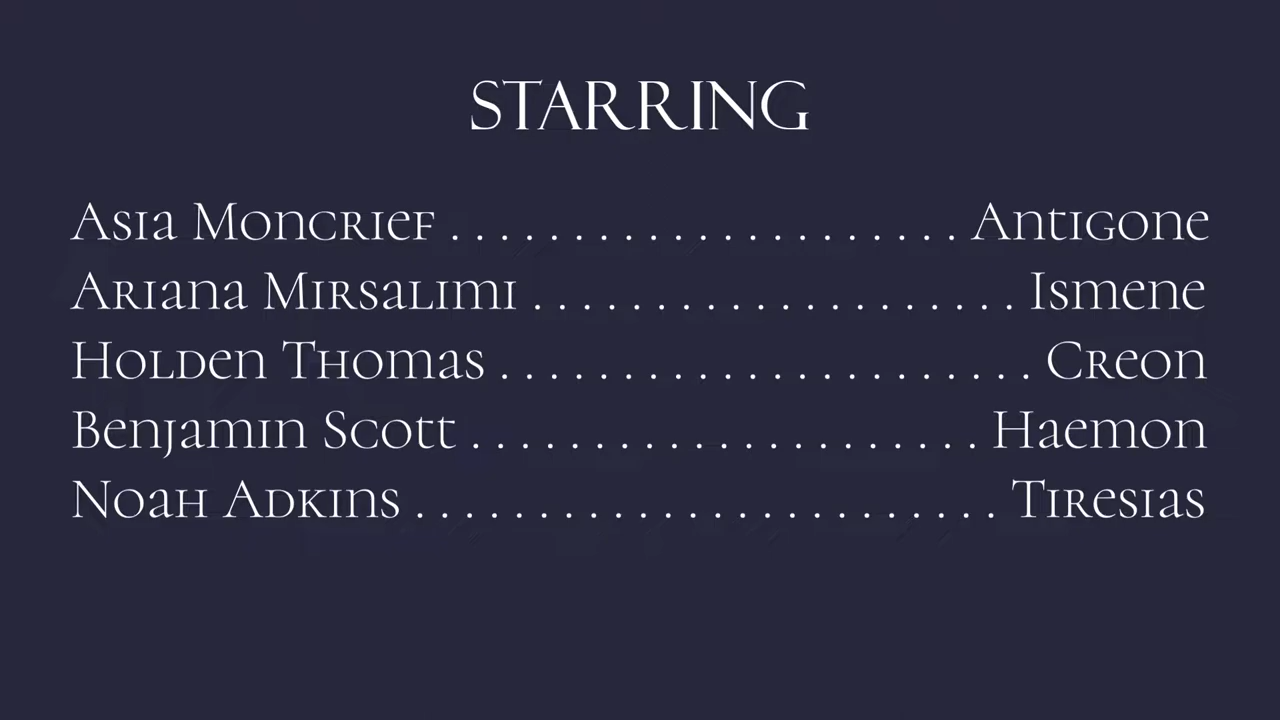 STARRING
Asia Moncrief . . . . . . . . . . . . . . . . . . . . . . . . . Antigone
Ariana Mirsalimi . . . . . . . . . . . . . . . . . . . . . . . . Ismene
Holden Thomas . . . . . . . . . . . . . . . . . . . . . . . . . . Creon
Benjamin Scott . . . . . . . . . . . . . . . . . . . . . . . . . Haemon
Noah Adkins . . . . . . . . . . . . . . . . . . . . . . . . . . . . Tiresias